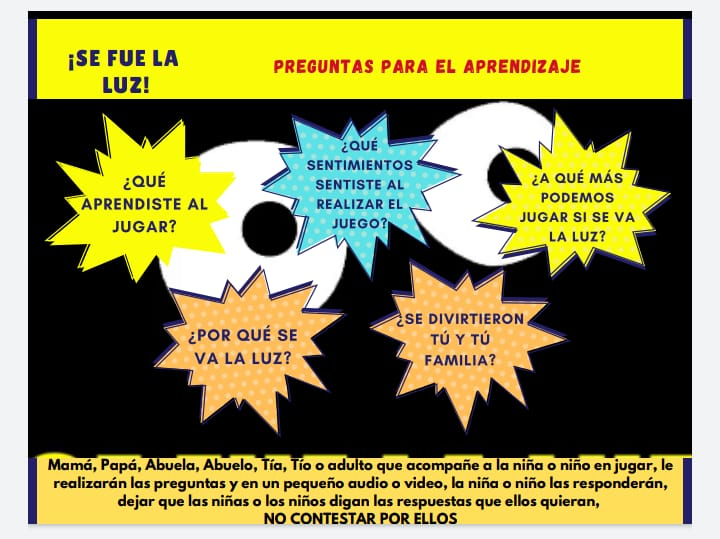 ¡SE FUE LA
LUZ!
PREGUNTAS PARA EL APRENDIZAJE
¿QUÉ
APRENDISTE AL
JUGAR?
¿QUÉ
SENTIMIENTOS
SENTISTE AL
REALIZAR EL
JUEGO?
¿A QUÉ MÁS
PODEMOS
JUGAR SI SE VA
LA LUZ?
¿POR QUÉ SE
VA LA LUZ?
¿SE DIVIRTIERON
TÚ Y TÚ
FAMILIA?
Mamá, Papá, Abuela, Abuelo, Tía, Tío o adulto que acompañe a la niña o niño en jugar, le
realizarán las preguntas y en un pequeño audio o video, la niña o niño las responderán,
dejar que las niñas o los niños digan las respuestas que ellos quieran,
NO CONTESTAR POR ELLOS